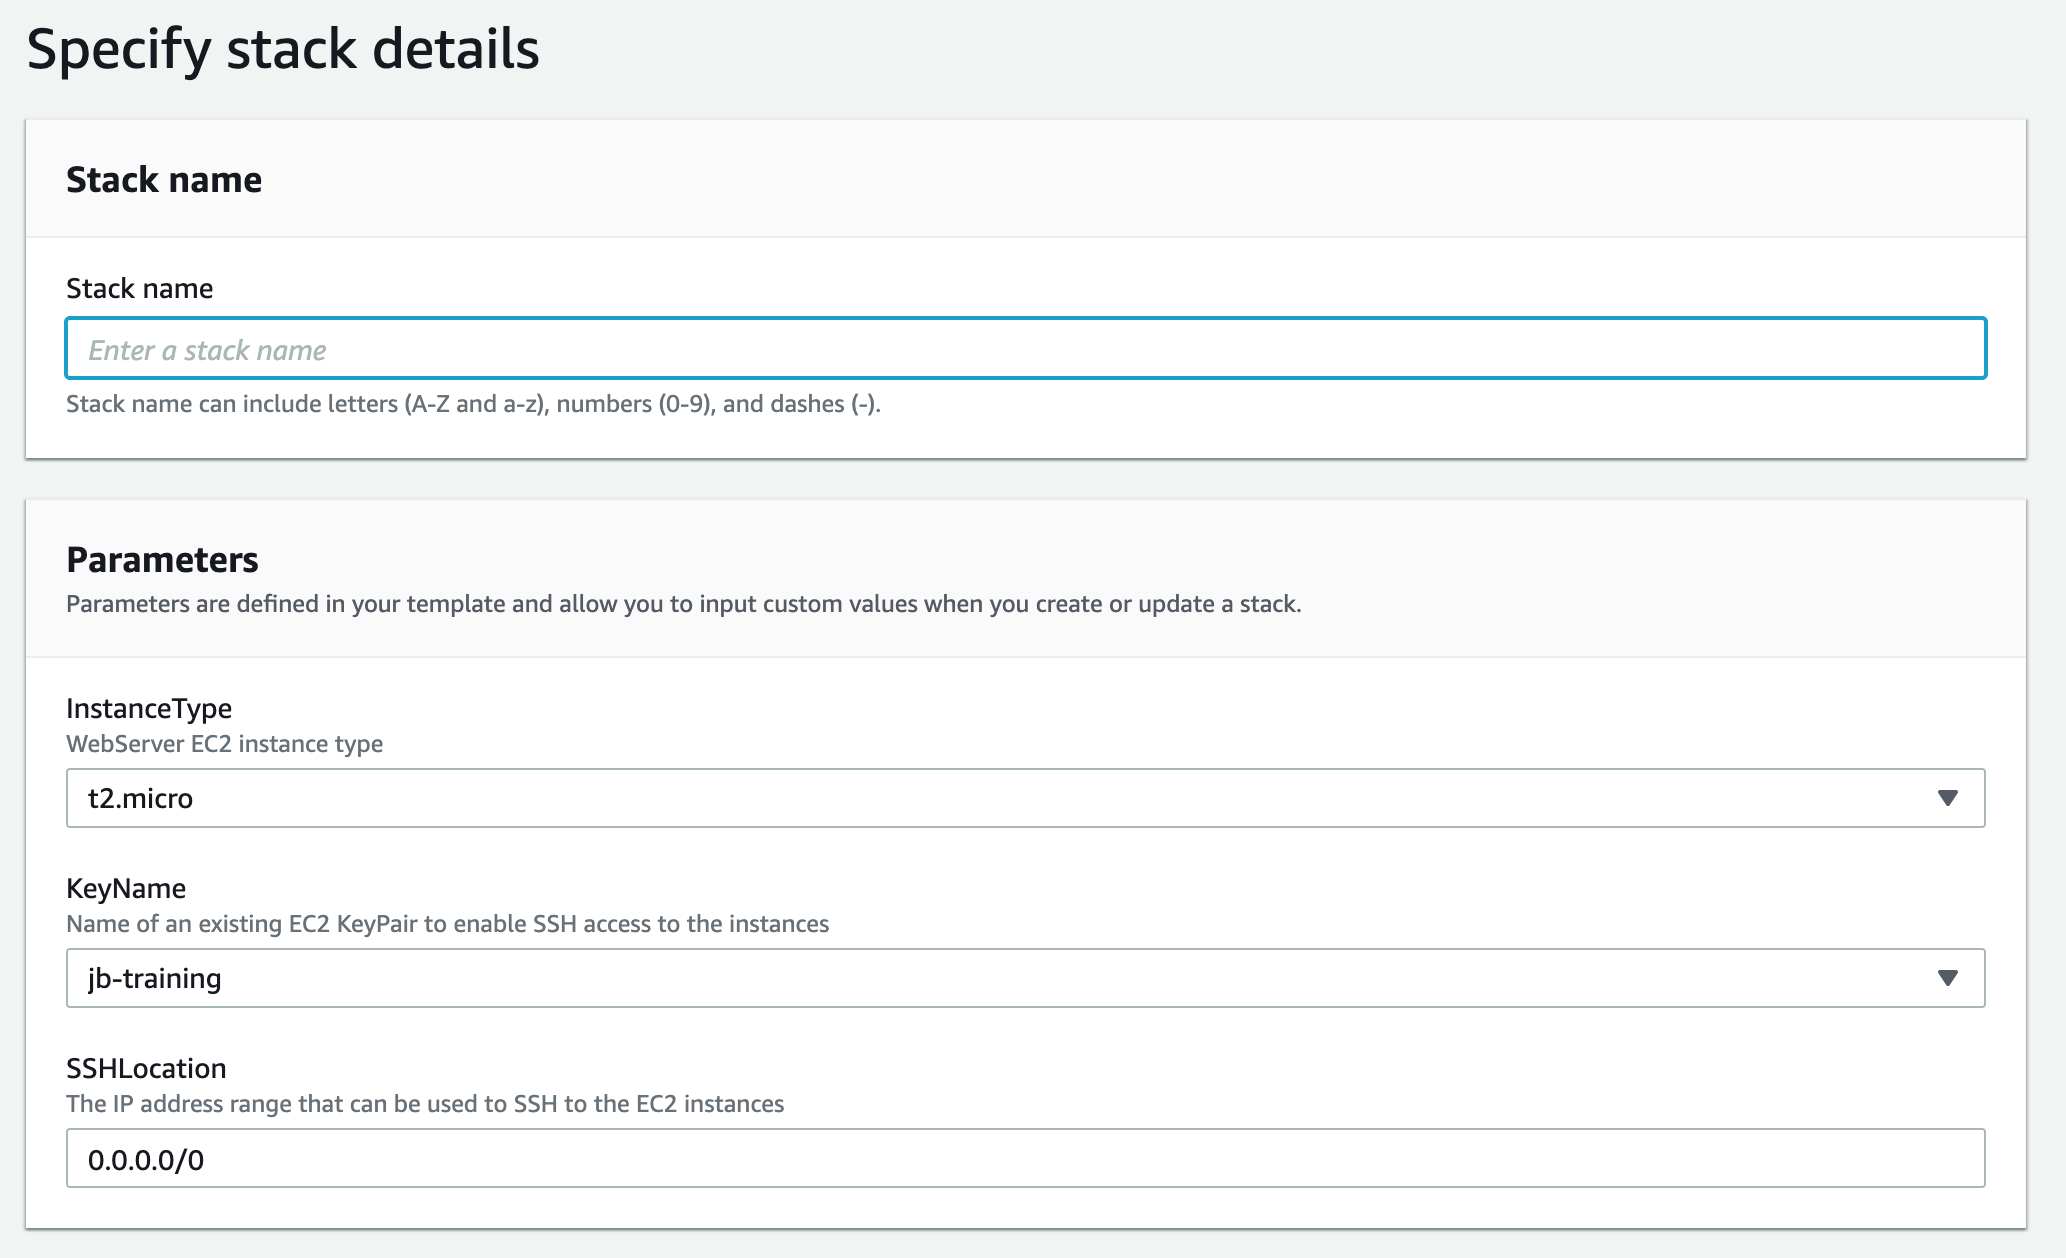 Specify stack details
Stack name
Stack name
Enter a stack name
Stack name can include letters (A-Z and a-z), numbers (0-9), and dashes (-).
Parameters
Parameters are defined in your template and allow you to input custom values when you create or update a stack.
InstanceType
WebServer EC2 instance type
t2.micro
KeyName
Name of an existing EC2 KeyPair to enable SSH access to the instances
jb-training
SSHLocation
The IP address range that can be used to SSH to the EC2 instances
0.0.0.0/0